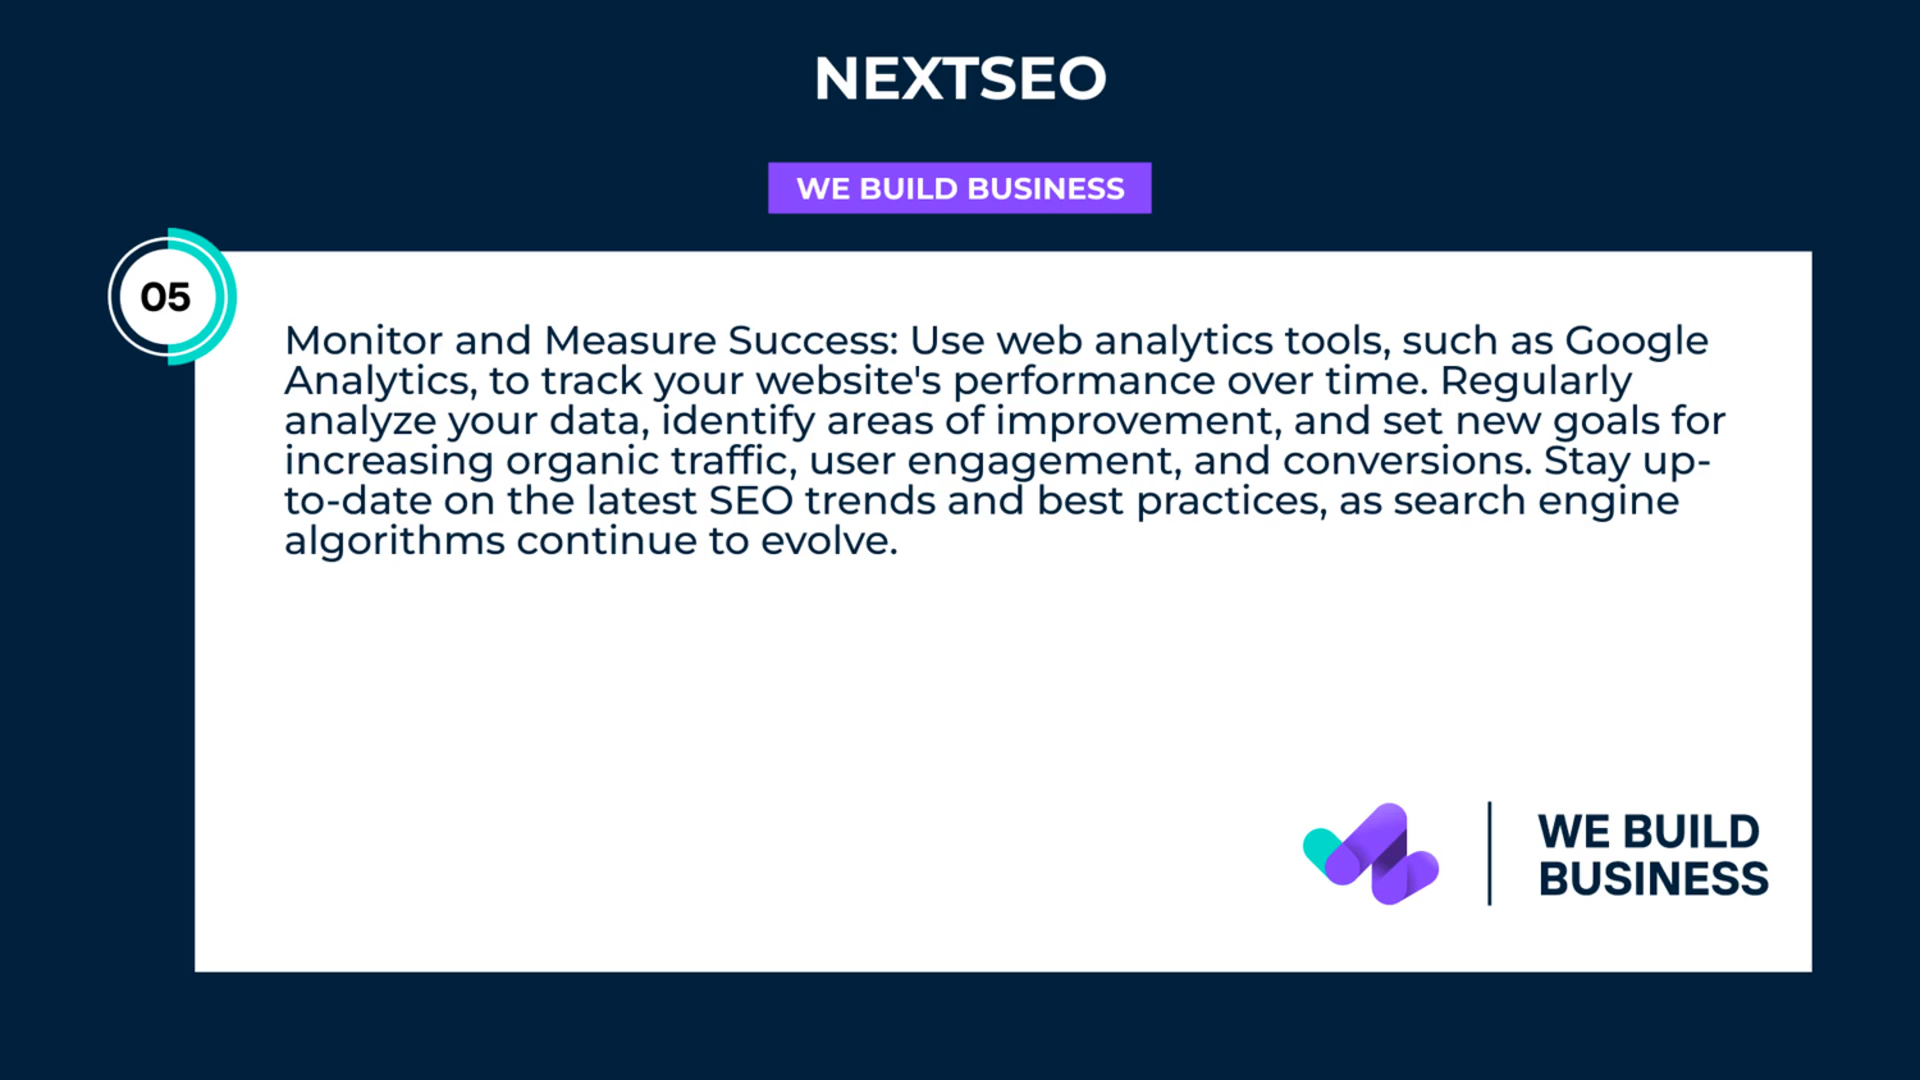 NEXTSEO
WE BUILD BUSINESS
05
Monitor and Measure Success: Use web analytics tools, such as Google
Analytics, to track your website's performance over time. Regularly
analyze your data, identify areas of improvement, and set new goals for
increasing organic traffic, user engagement, and conversions. Stay up-
to-date on the latest SEO trends and best practices, as search engine
algorithms continue to evolve.
WE BUILD
BUSINESS